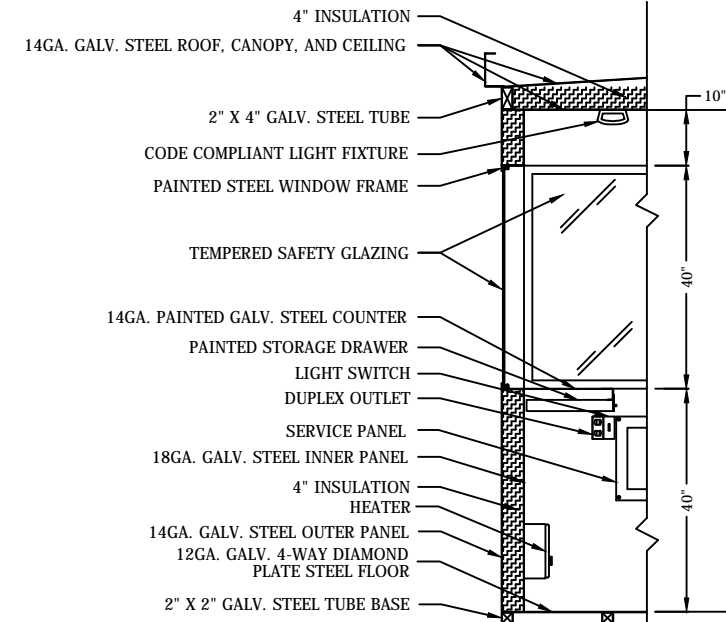 4" INSULATION
14GA. GALV. STEEL ROOF, CANOPY, AND CEILING
10"
2" X 4" GALV. STEEL TUBE
CODE COMPLIANT LIGHT FIXTURE
PAINTED STEEL WINDOW FRAME
TEMPERED SAFETY GLAZING
40"
14GA. PAINTED GALV. STEEL COUNTER
PAINTED STORAGE DRAWER
LIGHT SWITCH
DUPLEX OUTLET
SERVICE PANEL
18GA. GALV. STEEL INNER PANEL
4" INSULATION
40"
HEATER
14GA. GALV. STEEL OUTER PANEL
12GA. GALV. 4-WAY DIAMOND
PLATE STEEL FLOOR
2" X 2" GALV. STEEL TUBE BASE